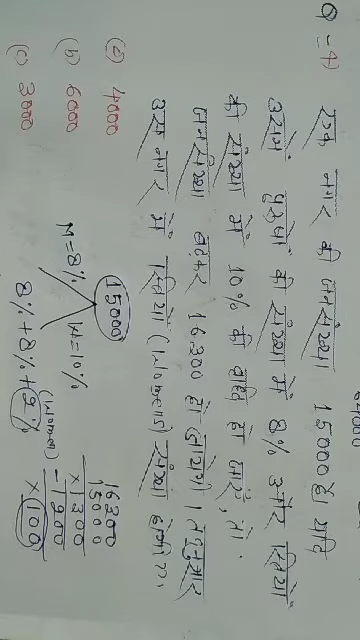 Q=4) एक नगर की जनसंख्या 15000 है यदि
उसमें पुरुषों की संख्या में 8% और स्त्रियों
की संख्या में 10% की वृद्धि हो जाये, तो
जनसंख्या बढ़कर 16300 हो जायेगी। तदनुसार
उस नगर में स्त्रियों (women) संख्या होगी?
(a) 4000
(b) 6000
(c) 3000
15000
M=8% W=10%
8%+8%+2%
(women)
16300
15000
×1300
-1200
×100